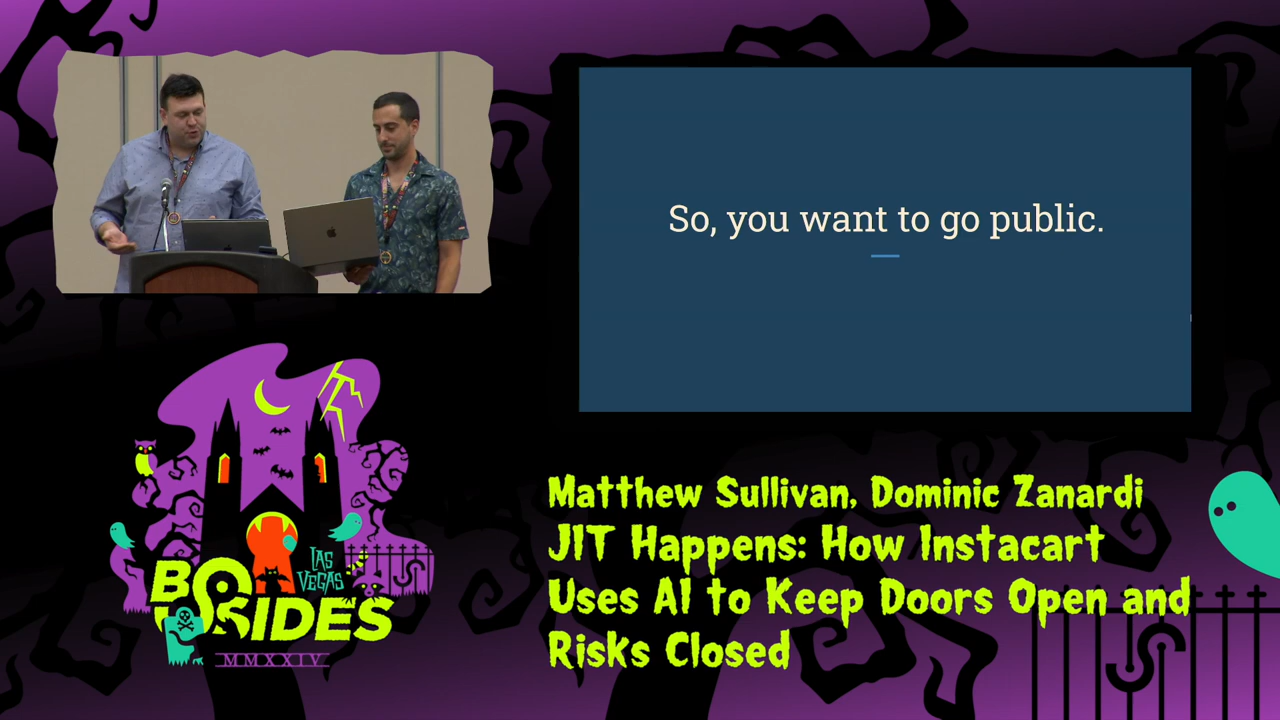 So, you want to go public.
Matthew Sullivan, Dominic Zanardi
JIT Happens: How Instacart
Uses AI to Keep Doors Open and
Risks Closed
LAS
VEGAS
BSIDES
MMXXIV